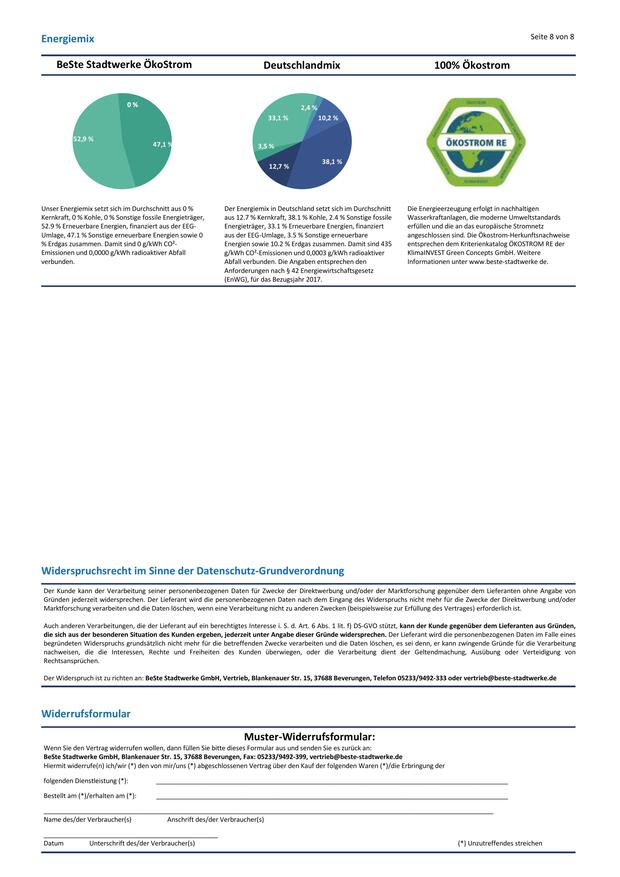 Energiemix
Seite 8 von 8
BeSte Stadtwerke ÖkoStrom
Deutschlandmix
100% Ökostrom
0 %
52,9 %
47,1 %
2,4 %
10,2 %
33,1 %
3,5 %
38,1 %
12,7 %
ÖKOSTROM
ÖKOSTROM RE
Unser Energiemix setzt sich im Durchschnitt aus 0 %
Kernkraft, 0 % Kohle, 0 % Sonstige fossile Energieträger,
52.9 % Erneuerbare Energien, finanziert aus der EEG-
Umlage, 47.1 % Sonstige erneuerbare Energien sowie 0
% Erdgas zusammen. Damit sind 0 g/kWh CO²-
Emissionen und 0,0000 g/kWh radioaktiver Abfall
verbunden.
Der Energiemix in Deutschland setzt sich im Durchschnitt
aus 12.7 % Kernkraft, 38.1 % Kohle, 2.4 % Sonstige fossile
Energieträger, 33.1 % Erneuerbare Energien, finanziert
aus der EEG-Umlage, 3.5 % Sonstige erneuerbare
Energien sowie 10.2 % Erdgas zusammen. Damit sind 435
g/kWh CO²-Emissionen und 0,0003 g/kWh radioaktiver
Abfall verbunden. Die Angaben entsprechen den
Anforderungen nach § 42 Energiewirtschaftsgesetz
(EnWG), für das Bezugsjahr 2017.
Die Energieerzeugung erfolgt in nachhaltigen
Wasserkraftanlagen, die moderne Umweltstandards
erfüllen und die an das europäische Stromnetz
angeschlossen sind. Die Ökostrom-Herkunftsnachweise
entsprechen dem Kriterienkatalog ÖKOSTROM RE der
KlimaINVEST Green Concepts GmbH. Weitere
Informationen unter www.beste-stadtwerke de.
Widerspruchsrecht im Sinne der Datenschutz-Grundverordnung
Der Kunde kann der Verarbeitung seiner personenbezogenen Daten für Zwecke der Direktwerbung und/oder der Marktforschung gegenüber dem Lieferanten ohne Angabe von
Gründen jederzeit widersprechen. Der Lieferant wird die personenbezogenen Daten nach dem Eingang des Widerspruchs nicht mehr für die Zwecke der Direktwerbung und/oder
Marktforschung verarbeiten und die Daten löschen, wenn eine Verarbeitung nicht zu anderen Zwecken (beispielsweise zur Erfüllung des Vertrages) erforderlich ist.
Auch anderen Verarbeitungen, die der Lieferant auf ein berechtigtes Interesse i. S. d. Art. 6 Abs. 1 lit. f) DS-GVO stützt, kann der Kunde gegenüber dem Lieferanten aus Gründen,
die sich aus der besonderen Situation des Kunden ergeben, jederzeit unter Angabe dieser Gründe widersprechen. Der Lieferant wird die personenbezogenen Daten im Falle eines
begründeten Widerspruchs grundsätzlich nicht mehr für die betreffenden Zwecke verarbeiten und die Daten löschen, es sei denn, er kann zwingende Gründe für die Verarbeitung
nachweisen, die die Interessen, Rechte und Freiheiten des Kunden überwiegen, oder die Verarbeitung dient der Geltendmachung, Ausübung oder Verteidigung von
Rechtsansprüchen.
Der Widerspruch ist zu richten an: BeSte Stadtwerke GmbH, Vertrieb, Blankenauer Str. 15, 37688 Beverungen, Telefon 05233/9492-333 oder vertrieb@beste-stadtwerke.de
Widerrufsformular
Muster-Widerrufsformular:
Wenn Sie den Vertrag widerrufen wollen, dann füllen Sie bitte dieses Formular aus und senden Sie es zurück an:
BeSte Stadtwerke GmbH, Blankenauer Str. 15, 37688 Beverungen, Fax: 05233/9492-399, vertrieb@beste-stadtwerke.de
Hiermit widerrufe(n) ich/wir (*) den von mir/uns (*) abgeschlossenen Vertrag über den Kauf der folgenden Waren (*)/die Erbringung der
folgenden Dienstleistung (*):
Bestellt am (*)/erhalten am (*):
Name des/der Verbraucher(s) Anschrift des/der Verbraucher(s)
Datum Unterschrift des/der Verbraucher(s) (*) Unzutreffendes streichen